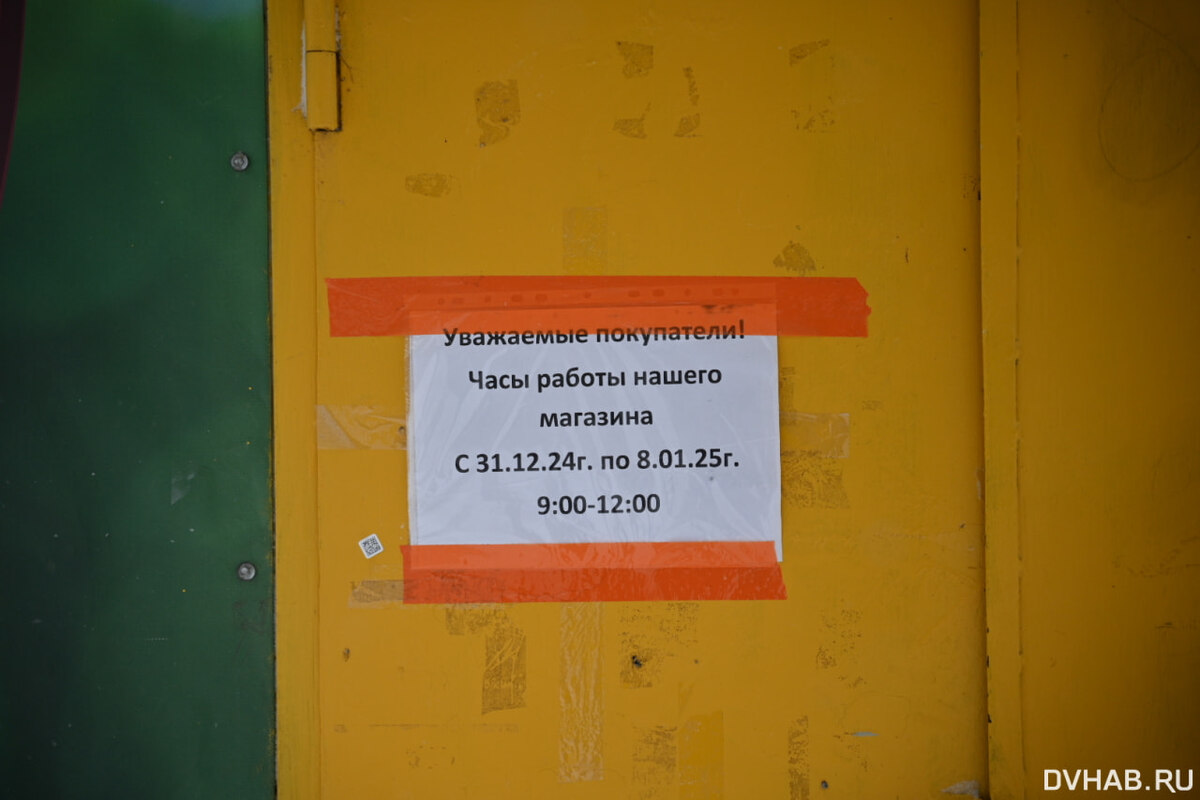 Уважаемые покупатели!
Часы работы нашего
магазина
С 31.12.24г. по 8.01.25г.
9:00-12:00
DVHAB.RU